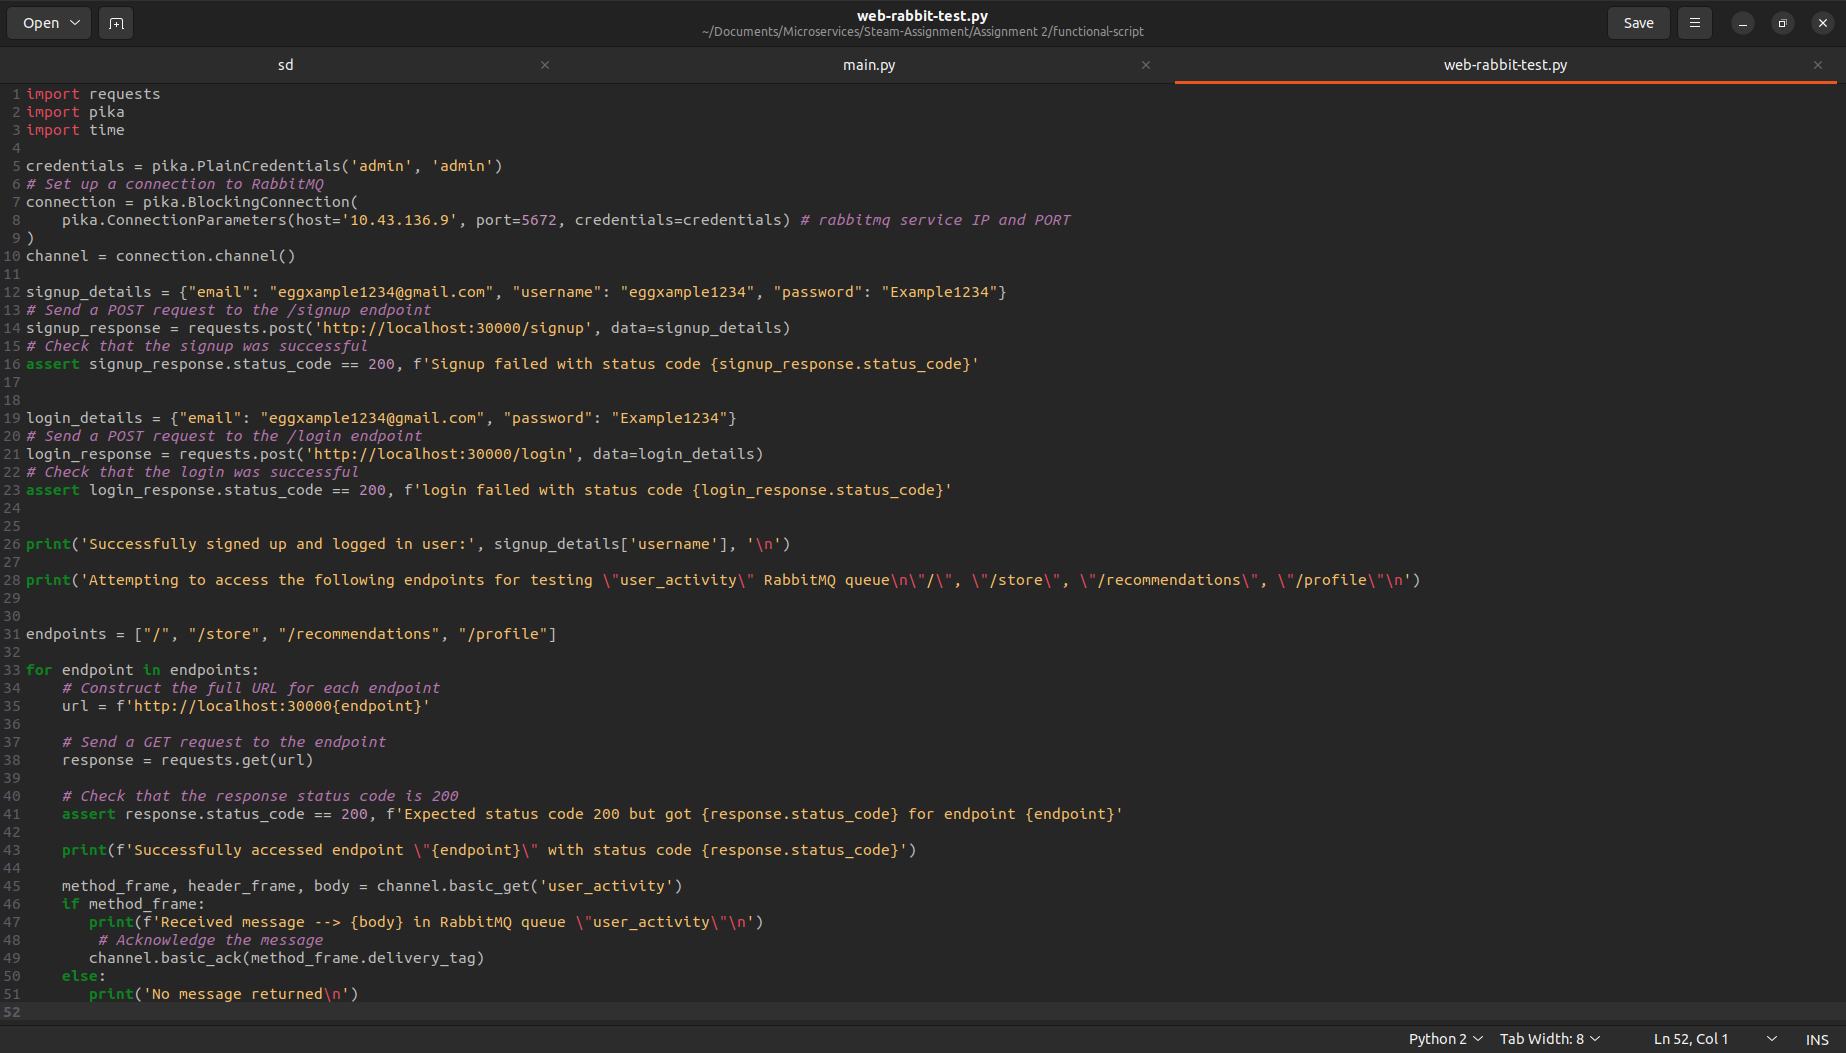 Open
web-rabbit-test.py
~/Documents/Microservices/Steam-Assignment/Assignment 2/functional-script
Save
sd
main.py
web-rabbit-test.py
1 import requests
2 import pika
3 import time
4
5 credentials = pika.PlainCredentials('admin', 'admin')
6 # Set up a connection to RabbitMQ
7 connection = pika.BlockingConnection(
8     pika.ConnectionParameters(host='10.43.136.9', port=5672, credentials=credentials) # rabbitmq service IP and PORT
9 )
10 channel = connection.channel()
11
12 signup_details = {"email": "eggxample1234@gmail.com", "username": "eggxample1234", "password": "Example1234"}
13 # Send a POST request to the /signup endpoint
14 signup_response = requests.post('http://localhost:30000/signup', data=signup_details)
15 # Check that the signup was successful
16 assert signup_response.status_code == 200, f'Signup failed with status code {signup_response.status_code}'
17
18
19 login_details = {"email": "eggxample1234@gmail.com", "password": "Example1234"}
20 # Send a POST request to the /login endpoint
21 login_response = requests.post('http://localhost:30000/login', data=login_details)
22 # Check that the login was successful
23 assert login_response.status_code == 200, f'login failed with status code {login_response.status_code}'
24
25
26 print('Successfully signed up and logged in user:', signup_details['username'], '\n')
27
28 print('Attempting to access the following endpoints for testing \"user_activity\" RabbitMQ queue\n\"/\", \"/store\", \"/recommendations\", \"/profile\"\n')
29
30
31 endpoints = ["/", "/store", "/recommendations", "/profile"]
32
33 for endpoint in endpoints:
34     # Construct the full URL for each endpoint
35     url = f'http://localhost:30000{endpoint}'
36
37     # Send a GET request to the endpoint
38     response = requests.get(url)
39
40     # Check that the response status code is 200
41     assert response.status_code == 200, f'Expected status code 200 but got {response.status_code} for endpoint {endpoint}'
42
43     print(f'Successfully accessed endpoint \"{endpoint}\" with status code {response.status_code}')
44
45     method_frame, header_frame, body = channel.basic_get('user_activity')
46     if method_frame:
47        print(f'Received message --> {body} in RabbitMQ queue \"user_activity\"\n')
48         # Acknowledge the message
49        channel.basic_ack(method_frame.delivery_tag)
50     else:
51        print('No message returned\n')
52
Python 2 Tab Width: 8 Ln 52, Col 1 INS